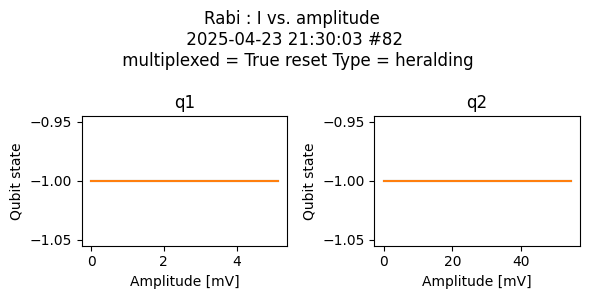 Rabi : I vs. amplitude
2025-04-23 21:30:03 #82
multiplexed = True reset Type = heralding
q1
q2
Qubit state
−0.95
−1.00
−1.05
0
2
4
Amplitude [mV]
Qubit state
−0.95
−1.00
−1.05
0
20
40
Amplitude [mV]